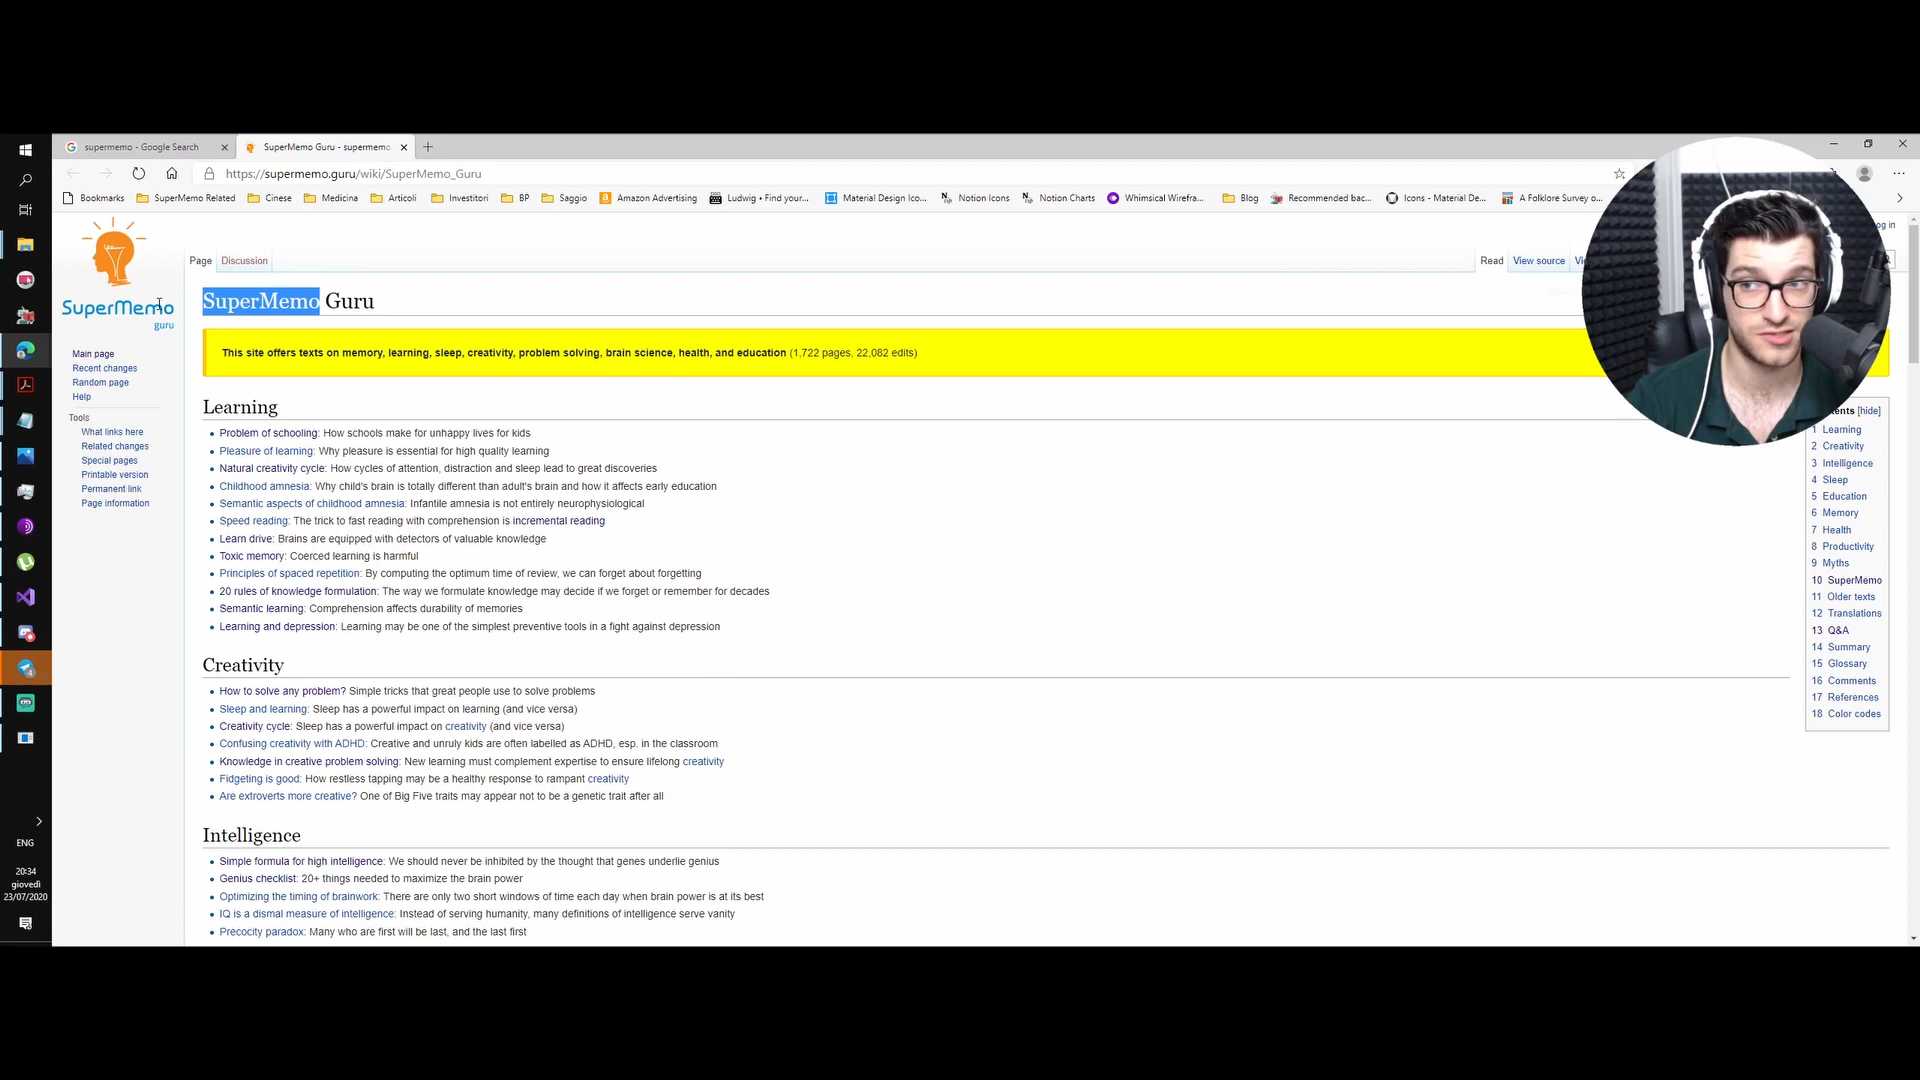 supermemo - Google Search
SuperMemo Guru - supermemo
https://supermemo.guru/wiki/SuperMemo_Guru
Bookmarks
SuperMemo Related
Cinese
Medicina
Articoli
Investitori
BP
Saggio
Amazon Advertising
Ludwig • Find your...
Material Design Ico...
Notion Icons
Notion Charts
Whimsical Wirefra...
Blog
Recommended bac...
Icons - Material De...
A Folklore Survey o...
SuperMemo
guru
Main page
Recent changes
Random page
Help
Tools
What links here
Related changes
Special pages
Printable version
Permanent link
Page information
Page
Discussion
Read
View source
SuperMemo Guru
This site offers texts on memory, learning, sleep, creativity, problem solving, brain science, health, and education (1,722 pages, 22,082 edits)
Learning
Problem of schooling: How schools make for unhappy lives for kids
Pleasure of learning: Why pleasure is essential for high quality learning
Natural creativity cycle: How cycles of attention, distraction and sleep lead to great discoveries
Childhood amnesia: Why child's brain is totally different than adult's brain and how it affects early education
Semantic aspects of childhood amnesia: Infantile amnesia is not entirely neurophysiological
Speed reading: The trick to fast reading with comprehension is incremental reading
Learn drive: Brains are equipped with detectors of valuable knowledge
Toxic memory: Coerced learning is harmful
Principles of spaced repetition: By computing the optimum time of review, we can forget about forgetting
20 rules of knowledge formulation: The way we formulate knowledge may decide if we forget or remember for decades
Semantic learning: Comprehension affects durability of memories
Learning and depression: Learning may be one of the simplest preventive tools in a fight against depression
Creativity
How to solve any problem? Simple tricks that great people use to solve problems
Sleep and learning: Sleep has a powerful impact on learning (and vice versa)
Creativity cycle: Sleep has a powerful impact on creativity (and vice versa)
Confusing creativity with ADHD: Creative and unruly kids are often labelled as ADHD, esp. in the classroom
Knowledge in creative problem solving: New learning must complement expertise to ensure lifelong creativity
Fidgeting is good: How restless tapping may be a healthy response to rampant creativity
Are extroverts more creative? One of Big Five traits may appear not to be a genetic trait after all
Intelligence
Simple formula for high intelligence: We should never be inhibited by the thought that genes underlie genius
Genius checklist: 20+ things needed to maximize the brain power
Optimizing the timing of brainwork: There are only two short windows of time each day when brain power is at its best
IQ is a dismal measure of intelligence: Instead of serving humanity, many definitions of intelligence serve vanity
Precocity paradox: Many who are first will be last, and the last first
[hide]
1 Learning
2 Creativity
3 Intelligence
4 Sleep
5 Education
6 Memory
7 Health
8 Productivity
9 Myths
10 SuperMemo
11 Older texts
12 Translations
13 Q&A
14 Summary
15 Glossary
16 Comments
17 References
18 Color codes
ENG
20:34
giovedì
23/07/2020